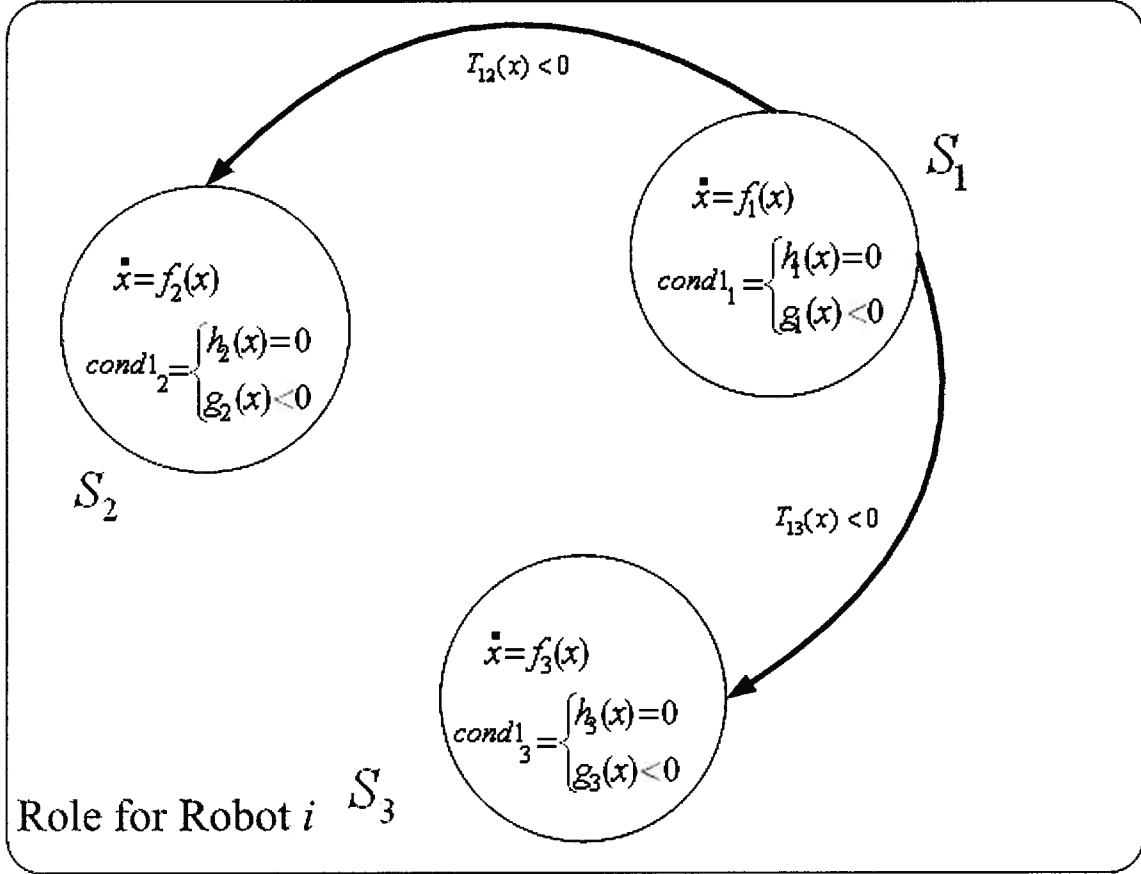 T₁₂(x) < 0
S₁
ẋ = f₁(x)
cond1₁ = { h₁(x) = 0
g₁(x) < 0
ẋ = f₂(x)
cond1₂ = { h₂(x) = 0
g₂(x) < 0
S₂
T₁₃(x) < 0
ẋ = f₃(x)
cond1₃ = { h₃(x) = 0
g₃(x) < 0
S₃
Role for Robot i